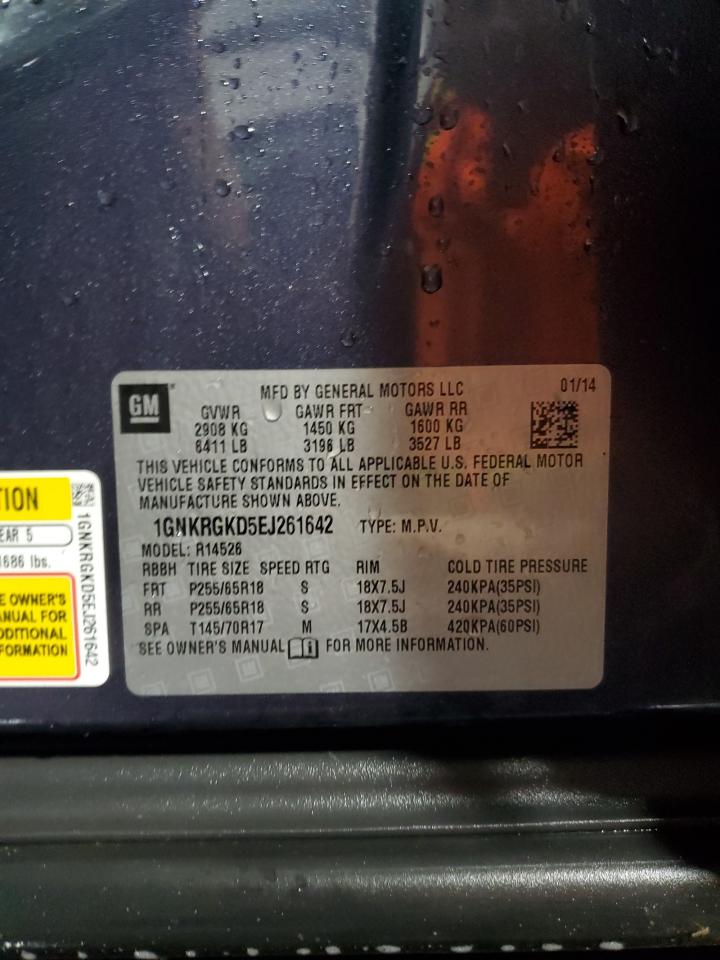 GM
MFD BY GENERAL MOTORS LLC 01/14
GVWR GAWR FRT GAWR RR
2908 KG 1450 KG 1600 KG
6411 LB 3196 LB 3527 LB
THIS VEHICLE CONFORMS TO ALL APPLICABLE U.S. FEDERAL MOTOR
VEHICLE SAFETY STANDARDS IN EFFECT ON THE DATE OF
MANUFACTURE SHOWN ABOVE.
1GNKRGKD5EJ261642 TYPE: M.P.V.
MODEL: R14526
RBBH TIRE SIZE SPEED RTG RIM COLD TIRE PRESSURE
FRT P255/65R18 S 18X7.5J 240KPA(35PSI)
RR P255/65R18 S 18X7.5J 240KPA(35PSI)
SPA T145/70R17 M 17X4.5B 420KPA(60PSI)
SEE OWNER'S MANUAL FOR MORE INFORMATION.
TION
EAR 5
686 lbs.
E OWNER'S
ANUAL FOR
DDITIONAL
FORMATION
1GNKRGKD5EJ261642